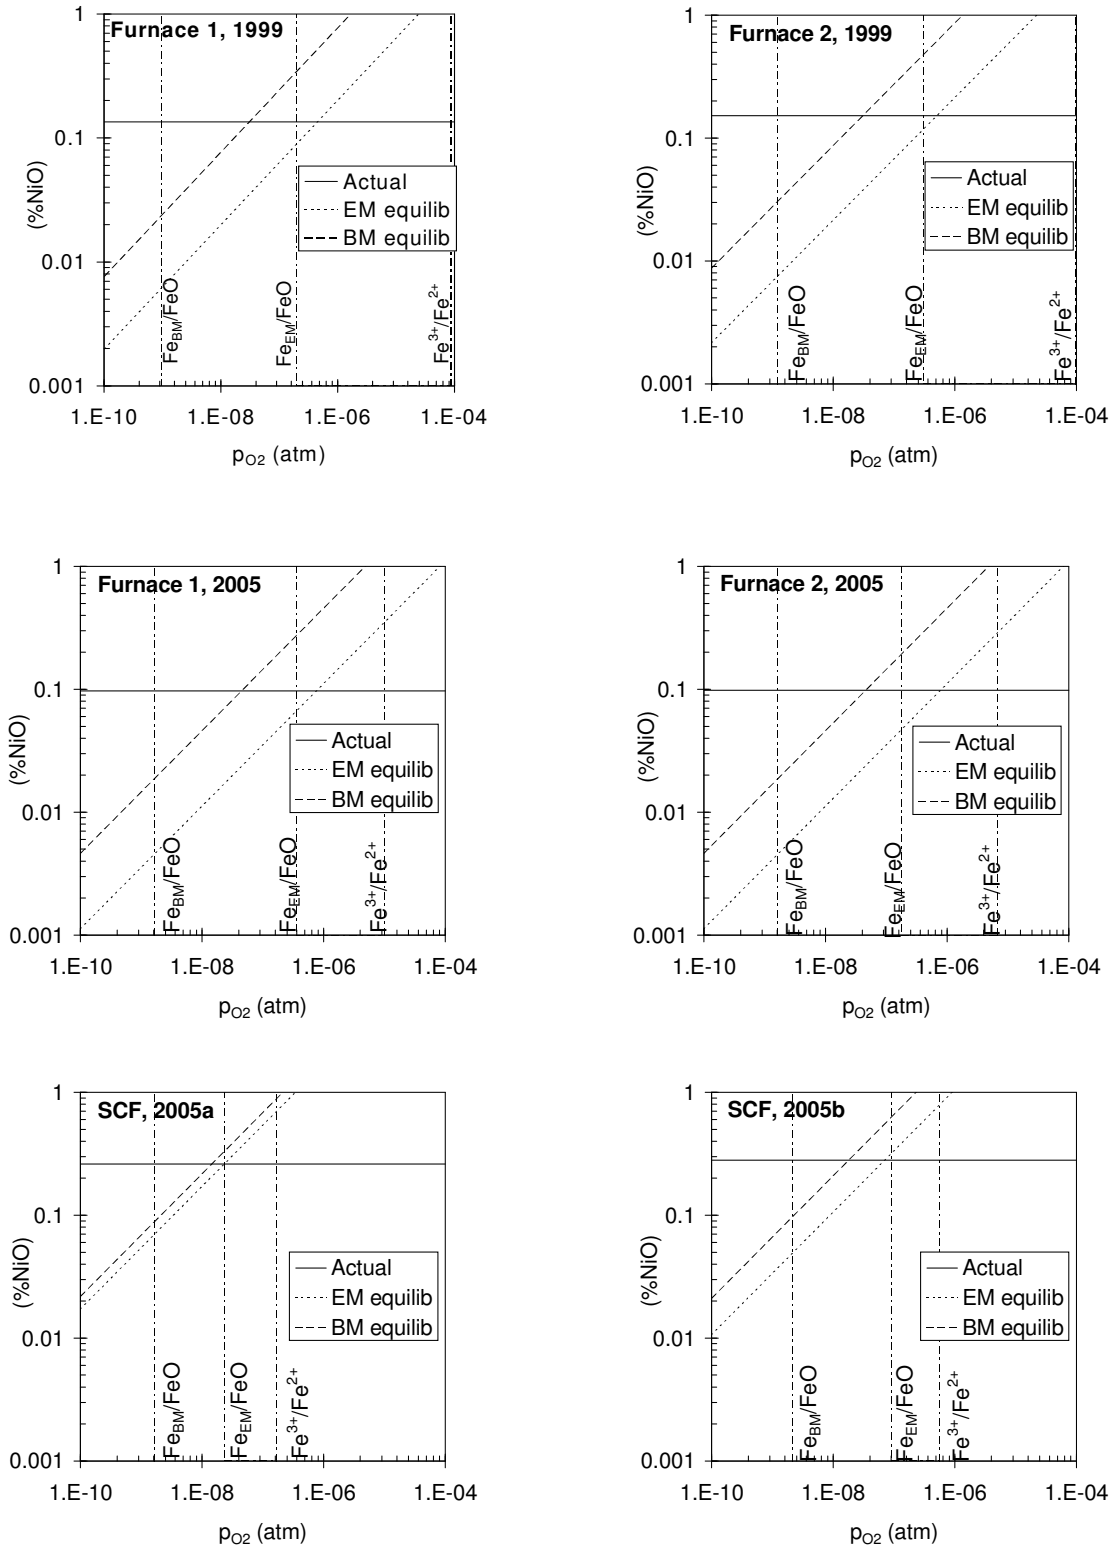 Furnace 1, 1999
1
0.1
0.01
0.001
(%NiO)
Actual
EM equilib
BM equilib
Fe_BM/FeO
Fe_EM/FeO
Fe³⁺/Fe²⁺
1.E-10 1.E-08 1.E-06 1.E-04
p_O2 (atm)
Furnace 2, 1999
1
0.1
0.01
0.001
(%NiO)
Actual
EM equilib
BM equilib
Fe_BM/FeO
Fe_EM/FeO
Fe³⁺/Fe²⁺
1.E-10 1.E-08 1.E-06 1.E-04
p_O2 (atm)
Furnace 1, 2005
1
0.1
0.01
0.001
(%NiO)
Actual
EM equilib
BM equilib
Fe_BM/FeO
Fe_EM/FeO
Fe³⁺/Fe²⁺
1.E-10 1.E-08 1.E-06 1.E-04
p_O2 (atm)
Furnace 2, 2005
1
0.1
0.01
0.001
(%NiO)
Actual
EM equilib
BM equilib
Fe_BM/FeO
Fe_EM/FeO
Fe³⁺/Fe²⁺
1.E-10 1.E-08 1.E-06 1.E-04
p_O2 (atm)
SCF, 2005a
1
0.1
0.01
0.001
(%NiO)
Actual
EM equilib
BM equilib
Fe_BM/FeO
Fe_EM/FeO
Fe³⁺/Fe²⁺
1.E-10 1.E-08 1.E-06 1.E-04
p_O2 (atm)
SCF, 2005b
1
0.1
0.01
0.001
(%NiO)
Actual
EM equilib
BM equilib
Fe_BM/FeO
Fe_EM/FeO
Fe³⁺/Fe²⁺
1.E-10 1.E-08 1.E-06 1.E-04
p_O2 (atm)